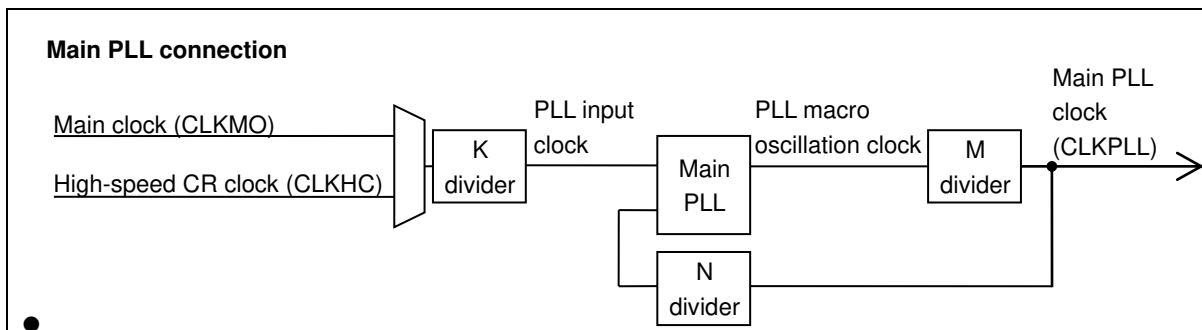 Main PLL connection
Main clock (CLKMO)
High-speed CR clock (CLKHC)
K
divider
PLL input
clock
Main
PLL
PLL macro
oscillation clock
M
divider
Main PLL
clock
(CLKPLL)
N
divider